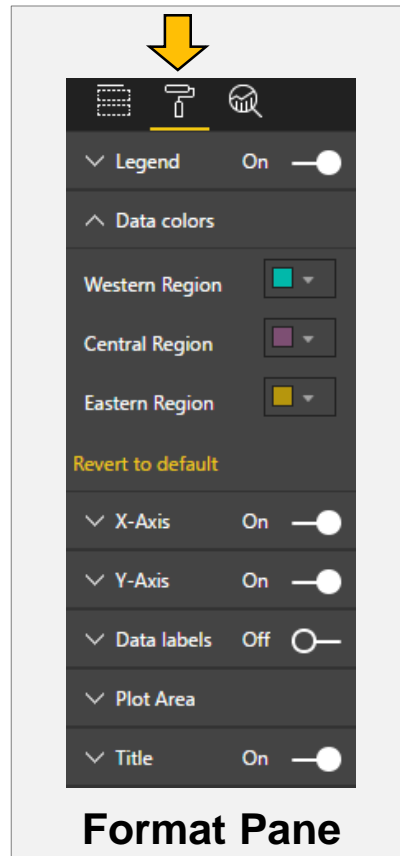 Legend On
Data colors
Western Region
Central Region
Eastern Region
Revert to default
X-Axis On
Y-Axis On
Data labels Off
Plot Area
Title On
Format Pane